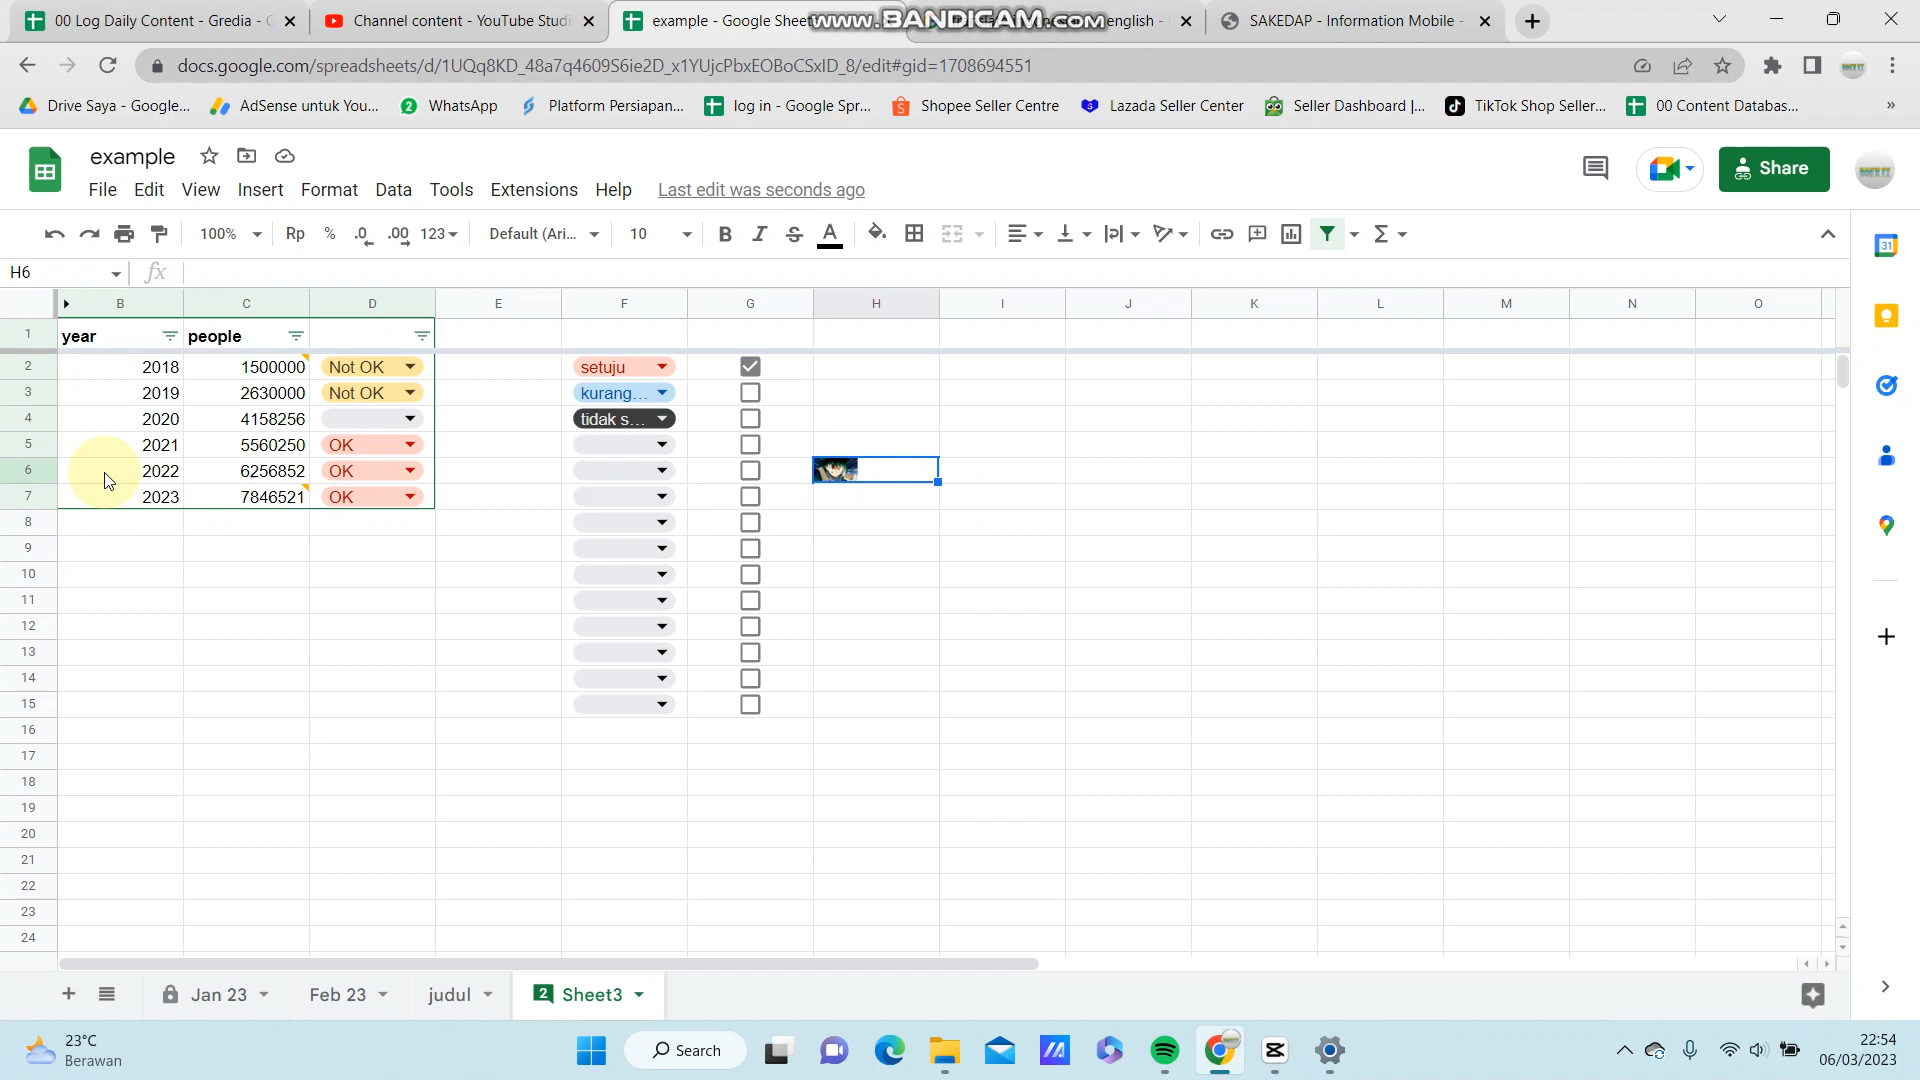 00 Log Daily Content - Gredia - G
Channel content - YouTube Studi
example - Google Sheet
www.BANDICAM.com
english -
SAKEDAP - Information Mobile -
docs.google.com/spreadsheets/d/1UQq8KD_48a7q4609S6ie2D_x1YUjcPbxEOBoCSxID_8/edit#gid=1708694551
Drive Saya - Google...
AdSense untuk You...
WhatsApp
Platform Persiapan...
log in - Google Spr...
Shopee Seller Centre
Lazada Seller Center
Seller Dashboard |...
TikTok Shop Seller...
00 Content Databas...
»
example
File Edit View Insert Format Data Tools Extensions Help Last edit was seconds ago
Share
100% Rp % .0 .00 123 Default (Ari... 10 B I S A Σ
H6 fx
B C D E F G H I J K L M N O
1 year people
2 2018 1500000 Not OK setuju
3 2019 2630000 Not OK kurang...
4 2020 4158256 tidak s...
5 2021 5560250 OK
6 2022 6256852 OK
7 2023 7846521 OK
8
9
10
11
12
13
14
15
16
17
18
19
20
21
22
23
24
Jan 23 Feb 23 judul 2 Sheet3
23°C
Berawan
Search
22:54
06/03/2023